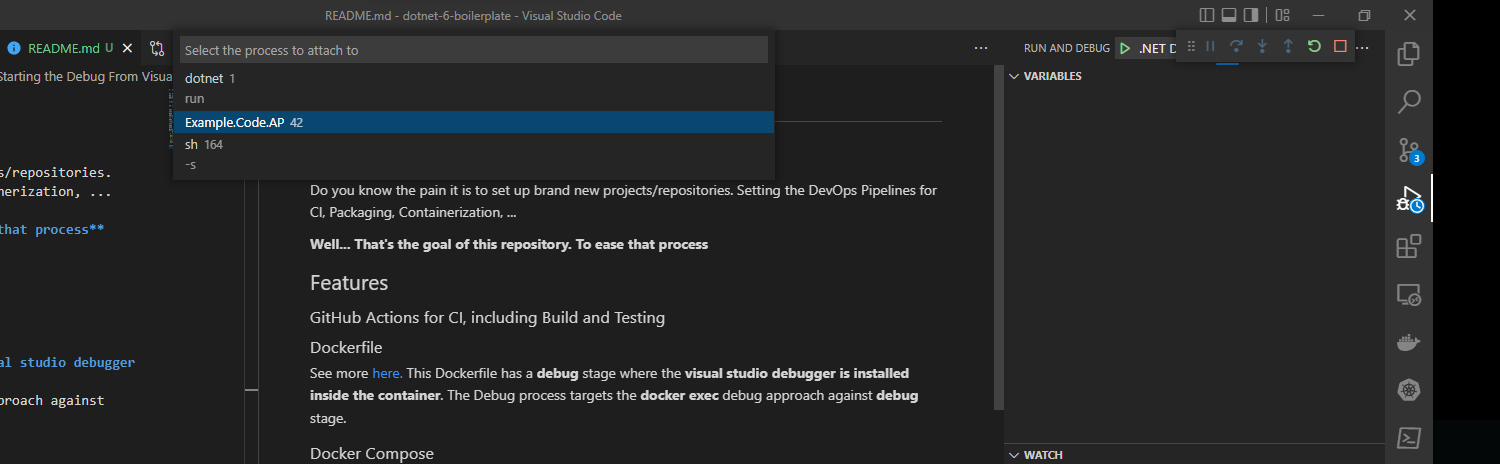 README.md - dotnet-6-boilerplate - Visual Studio Code
README.md U
Select the process to attach to
RUN AND DEBUG
.NET D
Starting the Debug From Visua
dotnet 1
run
Example.Code.AP 42
sh 164
-s
VARIABLES
3
s/repositories.
nerization, ...
that process**
al studio debugger
proach against
Do you know the pain it is to set up brand new projects/repositories. Setting the DevOps Pipelines for
CI, Packaging, Containerization, ...
Well... That's the goal of this repository. To ease that process
Features
GitHub Actions for CI, including Build and Testing
Dockerfile
See more here. This Dockerfile has a debug stage where the visual studio debugger is installed
inside the container. The Debug process targets the docker exec debug approach against debug
stage.
Docker Compose
WATCH